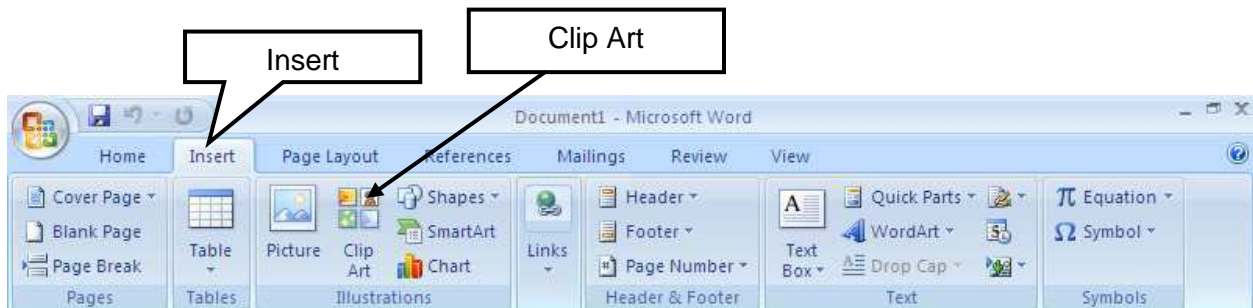 Clip Art
Insert
Document1 - Microsoft Word
Home Insert Page Layout References Mailings Review View
Cover Page
Blank Page
Page Break
Pages
Table
Tables
Picture
Clip
Art
Shapes
SmartArt
Chart
Illustrations
Links
Header
Footer
Page Number
Header & Footer
Text
Box
Quick Parts
WordArt
Drop Cap
Text
π Equation
Ω Symbol
Symbols